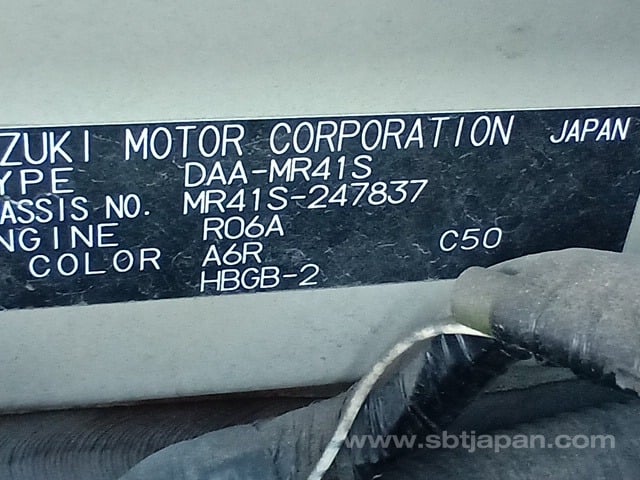 ZUKI MOTOR CORPORATION JAPAN
YPE DAA-MR41S
ASSIS NO. MR41S-247837
NGINE R06A
COLOR A6R C50
HBGB-2
www.sbtjapan.com